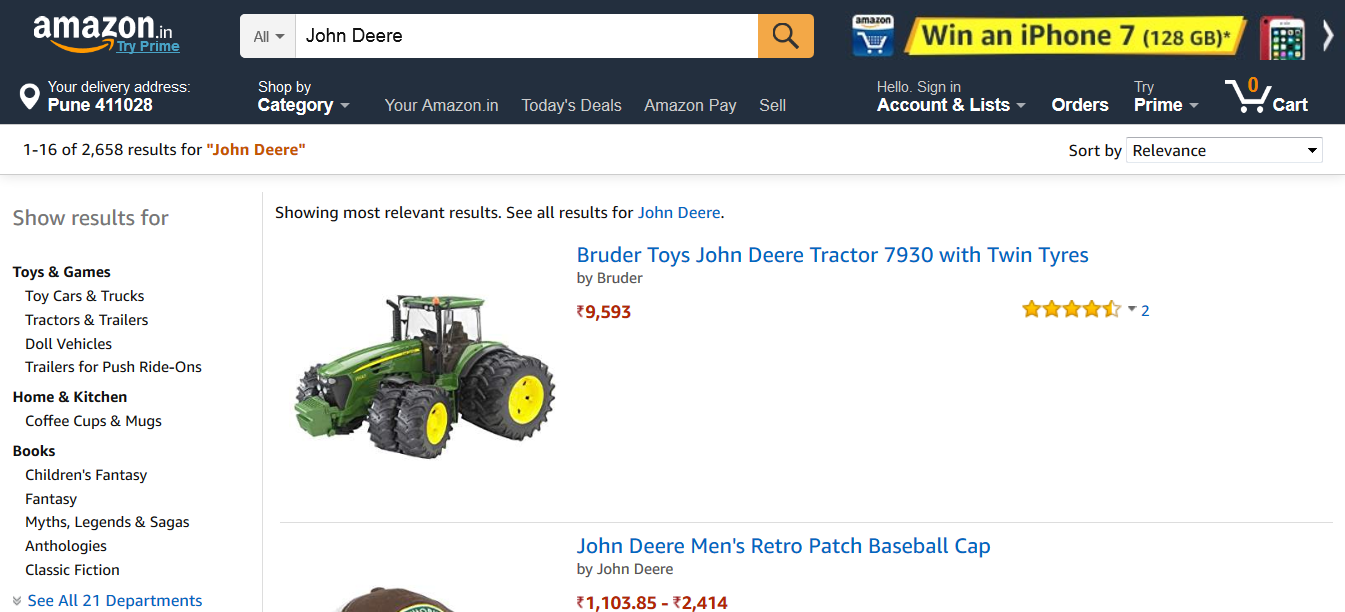 amazon.in
Try Prime
All
John Deere
amazon
Win an iPhone 7 (128 GB)*
Your delivery address:
Pune 411028
Shop by
Category
Your Amazon.in
Today's Deals
Amazon Pay
Sell
Hello. Sign in
Account & Lists
Orders
Try
Prime
0
Cart
1-16 of 2,658 results for "John Deere"
Sort by Relevance
Show results for
Toys & Games
Toy Cars & Trucks
Tractors & Trailers
Doll Vehicles
Trailers for Push Ride-Ons
Home & Kitchen
Coffee Cups & Mugs
Books
Children's Fantasy
Fantasy
Myths, Legends & Sagas
Anthologies
Classic Fiction
See All 21 Departments
Showing most relevant results. See all results for John Deere.
Bruder Toys John Deere Tractor 7930 with Twin Tyres
by Bruder
₹9,593
2
John Deere Men's Retro Patch Baseball Cap
by John Deere
₹1,103.85 - ₹2,414